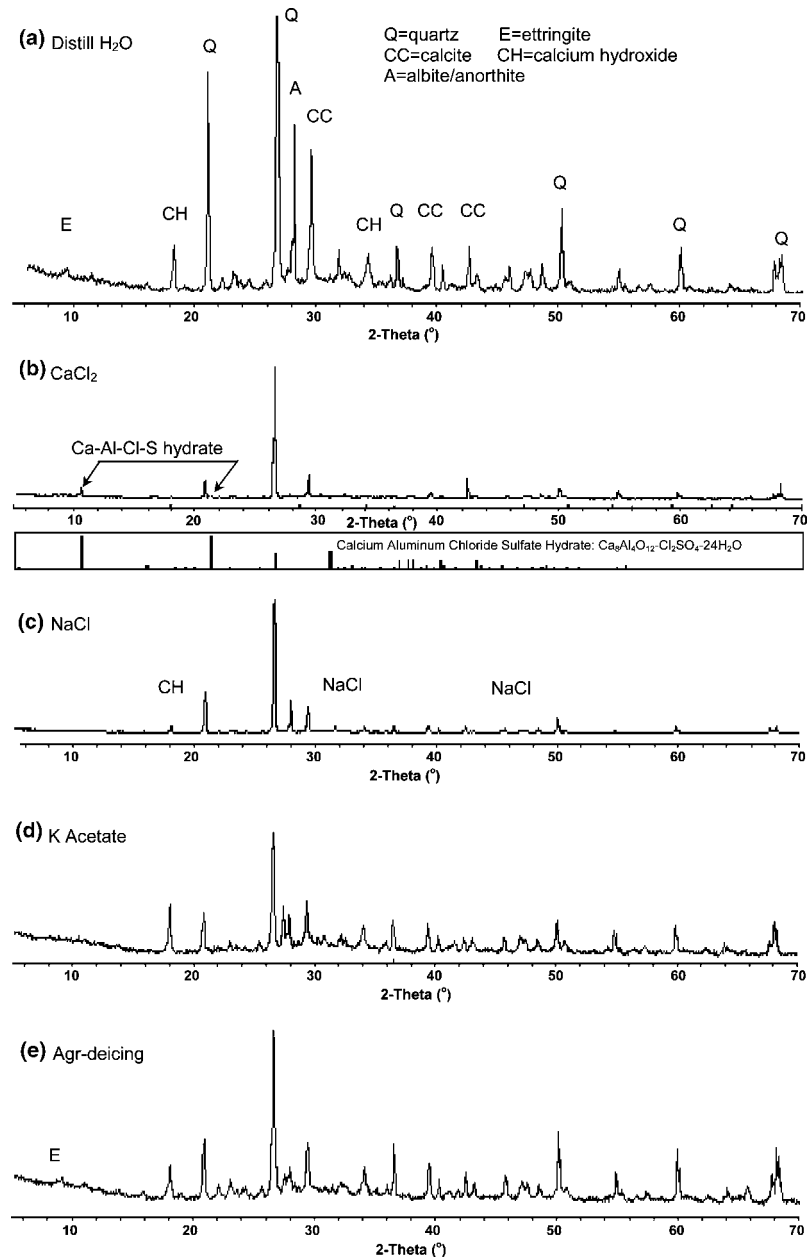 (a) Distill H₂O
Q=quartz E=ettringite
CC=calcite CH=calcium hydroxide
A=albite/anorthite
Q
Q
A
CC
E
CH
CH
Q
CC
CC
Q
Q
Q
10 20 30 40 50 60 70
2-Theta (°)
(b) CaCl₂
Ca-Al-Cl-S hydrate
10 20 30 40 50 60 70
2-Theta (°)
Calcium Aluminum Chloride Sulfate Hydrate: Ca₈Al₄O₁₂-Cl₂SO₄-24H₂O
(c) NaCl
CH
NaCl
NaCl
10 20 30 40 50 60 70
2-Theta (°)
(d) K Acetate
10 20 30 40 50 60 70
2-Theta (°)
(e) Agr-deicing
E
10 20 30 40 50 60 70
2-Theta (°)